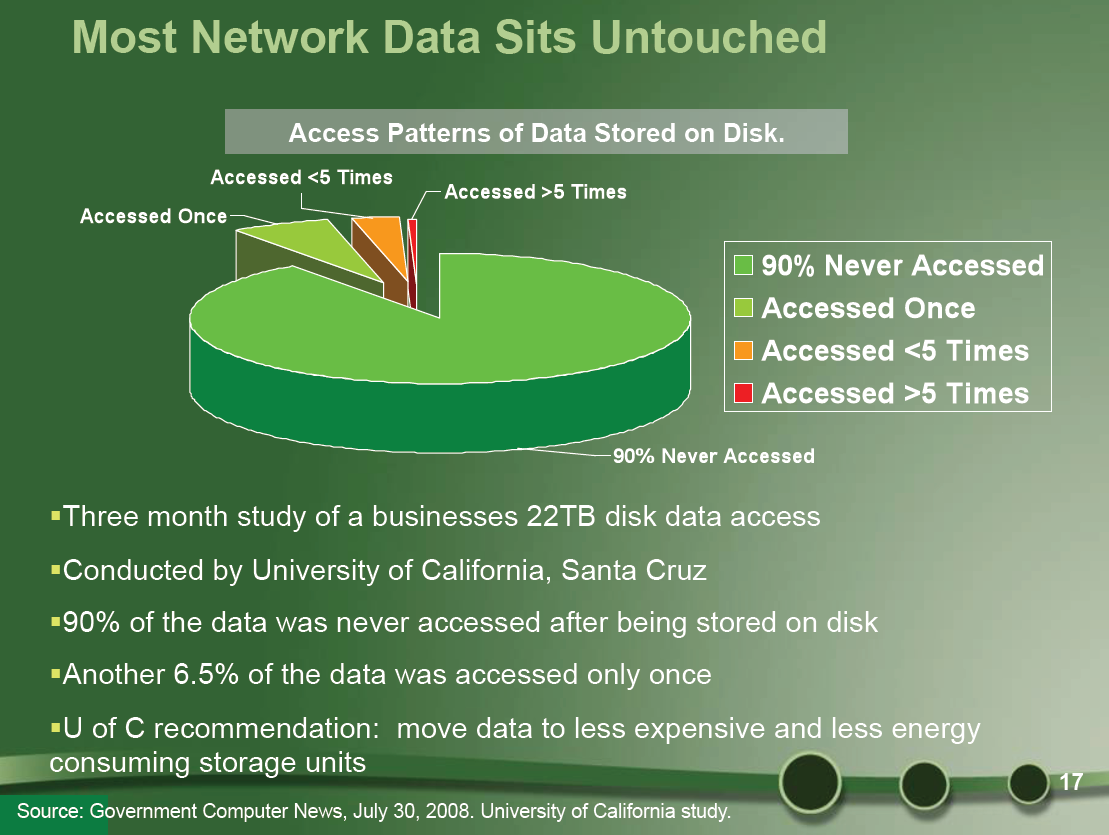 Most Network Data Sits Untouched
Access Patterns of Data Stored on Disk.
Accessed <5 Times
Accessed >5 Times
Accessed Once
90% Never Accessed
Accessed Once
Accessed <5 Times
Accessed >5 Times
90% Never Accessed
▪Three month study of a businesses 22TB disk data access
▪Conducted by University of California, Santa Cruz
▪90% of the data was never accessed after being stored on disk
▪Another 6.5% of the data was accessed only once
▪U of C recommendation:  move data to less expensive and less energy
consuming storage units
17
Source: Government Computer News, July 30, 2008. University of California study.